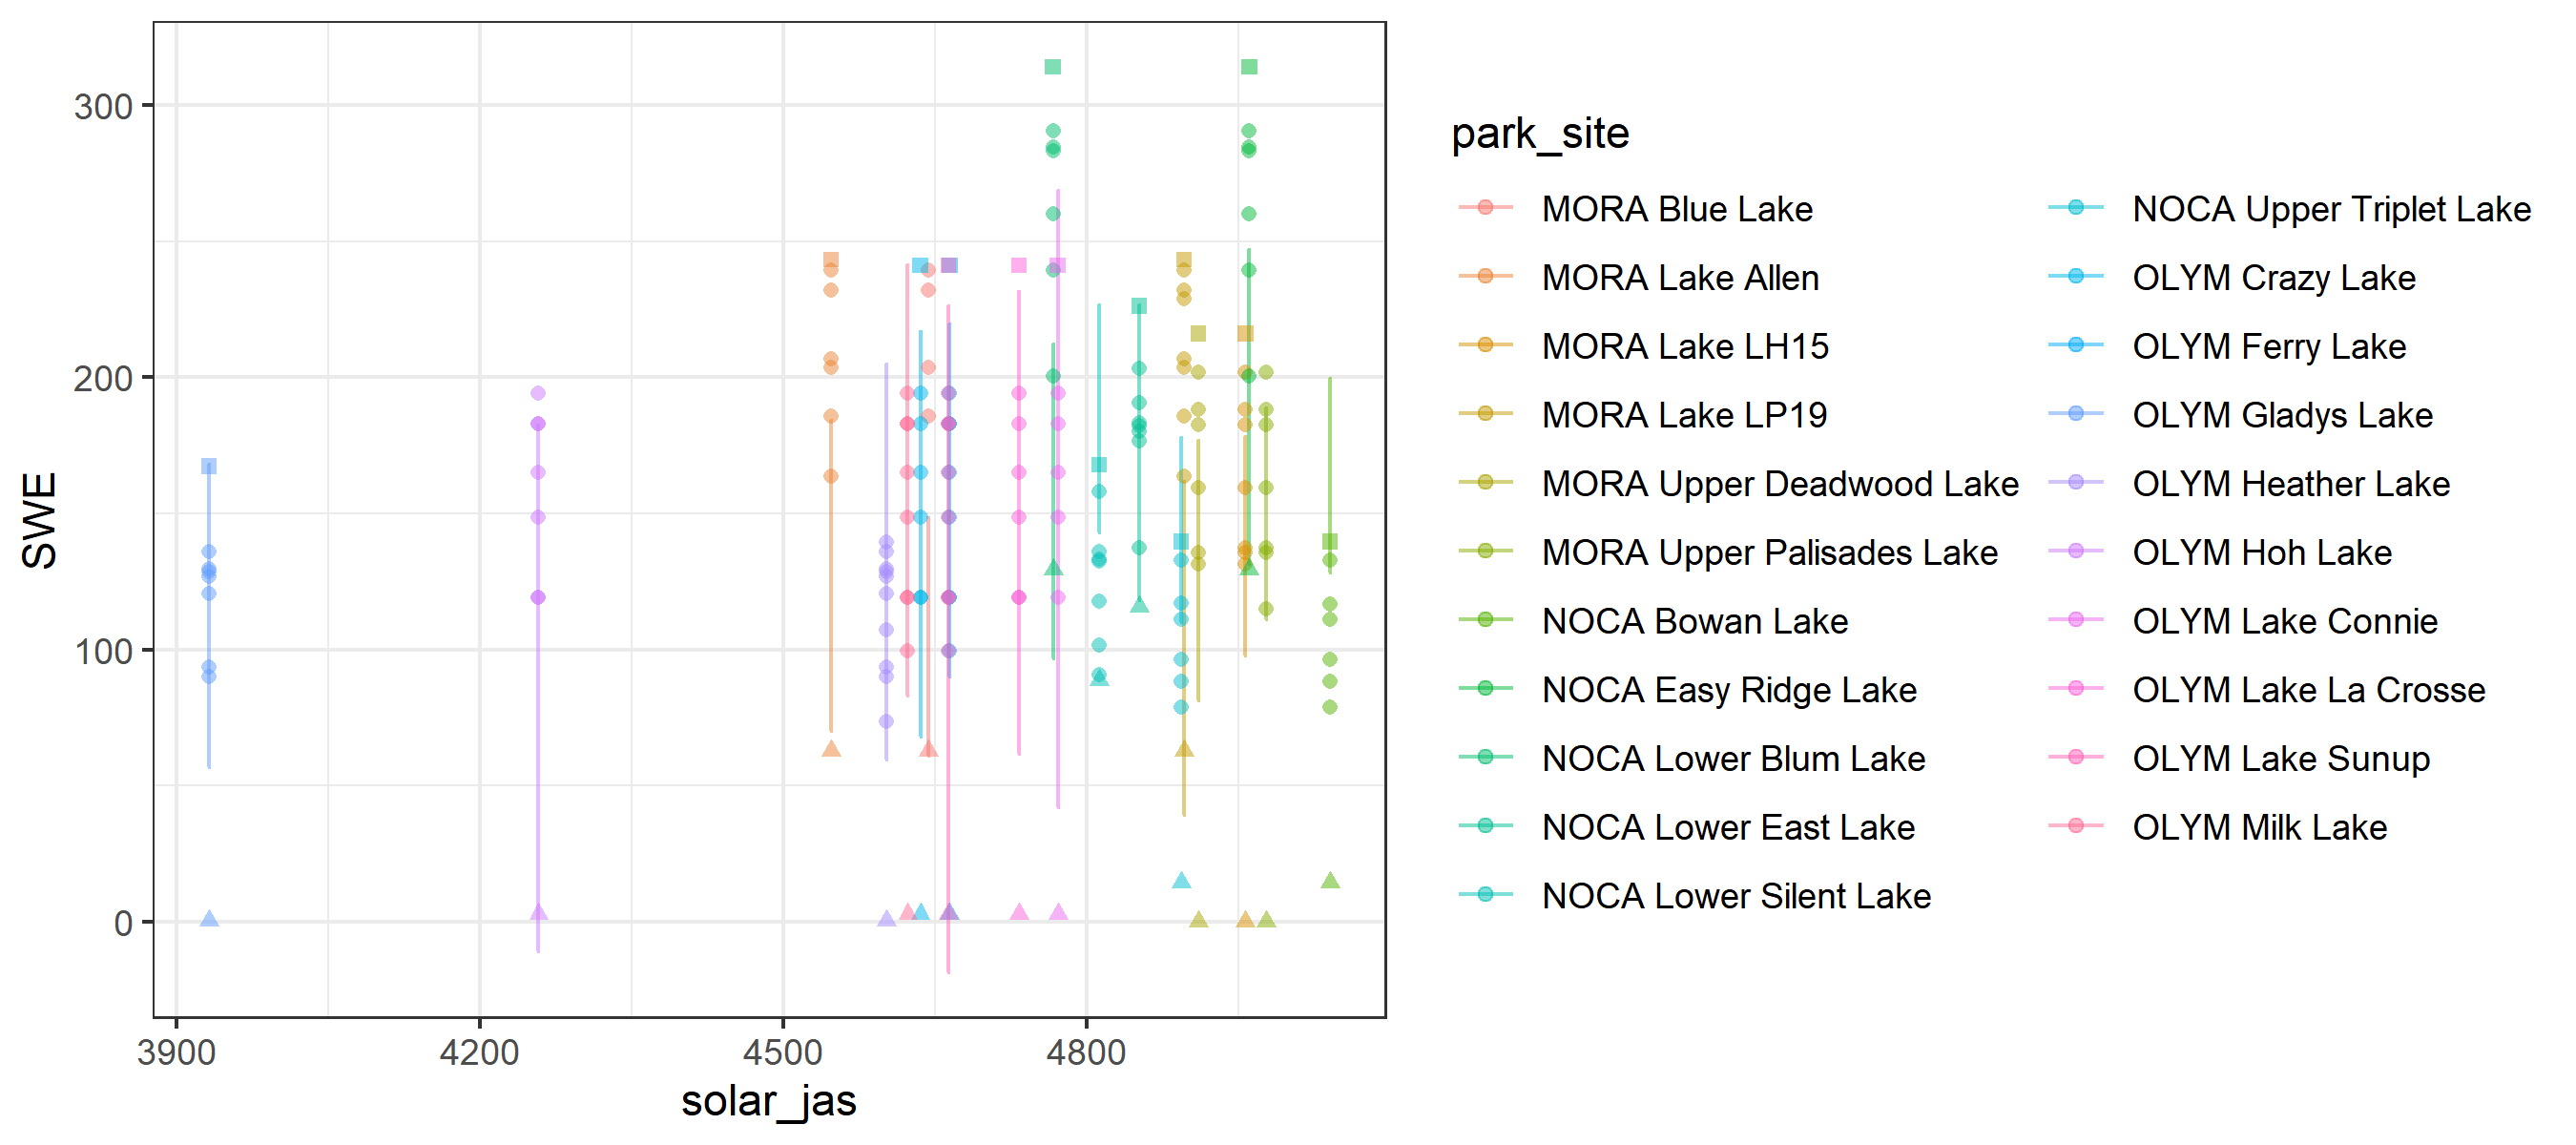 300
200
100
0
SWE
3900 4200 4500 4800
solar_jas
park_site
MORA Blue Lake
MORA Lake Allen
MORA Lake LH15
MORA Lake LP19
MORA Upper Deadwood Lake
MORA Upper Palisades Lake
NOCA Bowan Lake
NOCA Easy Ridge Lake
NOCA Lower Blum Lake
NOCA Lower East Lake
NOCA Lower Silent Lake
NOCA Upper Triplet Lake
OLYM Crazy Lake
OLYM Ferry Lake
OLYM Gladys Lake
OLYM Heather Lake
OLYM Hoh Lake
OLYM Lake Connie
OLYM Lake La Crosse
OLYM Lake Sunup
OLYM Milk Lake